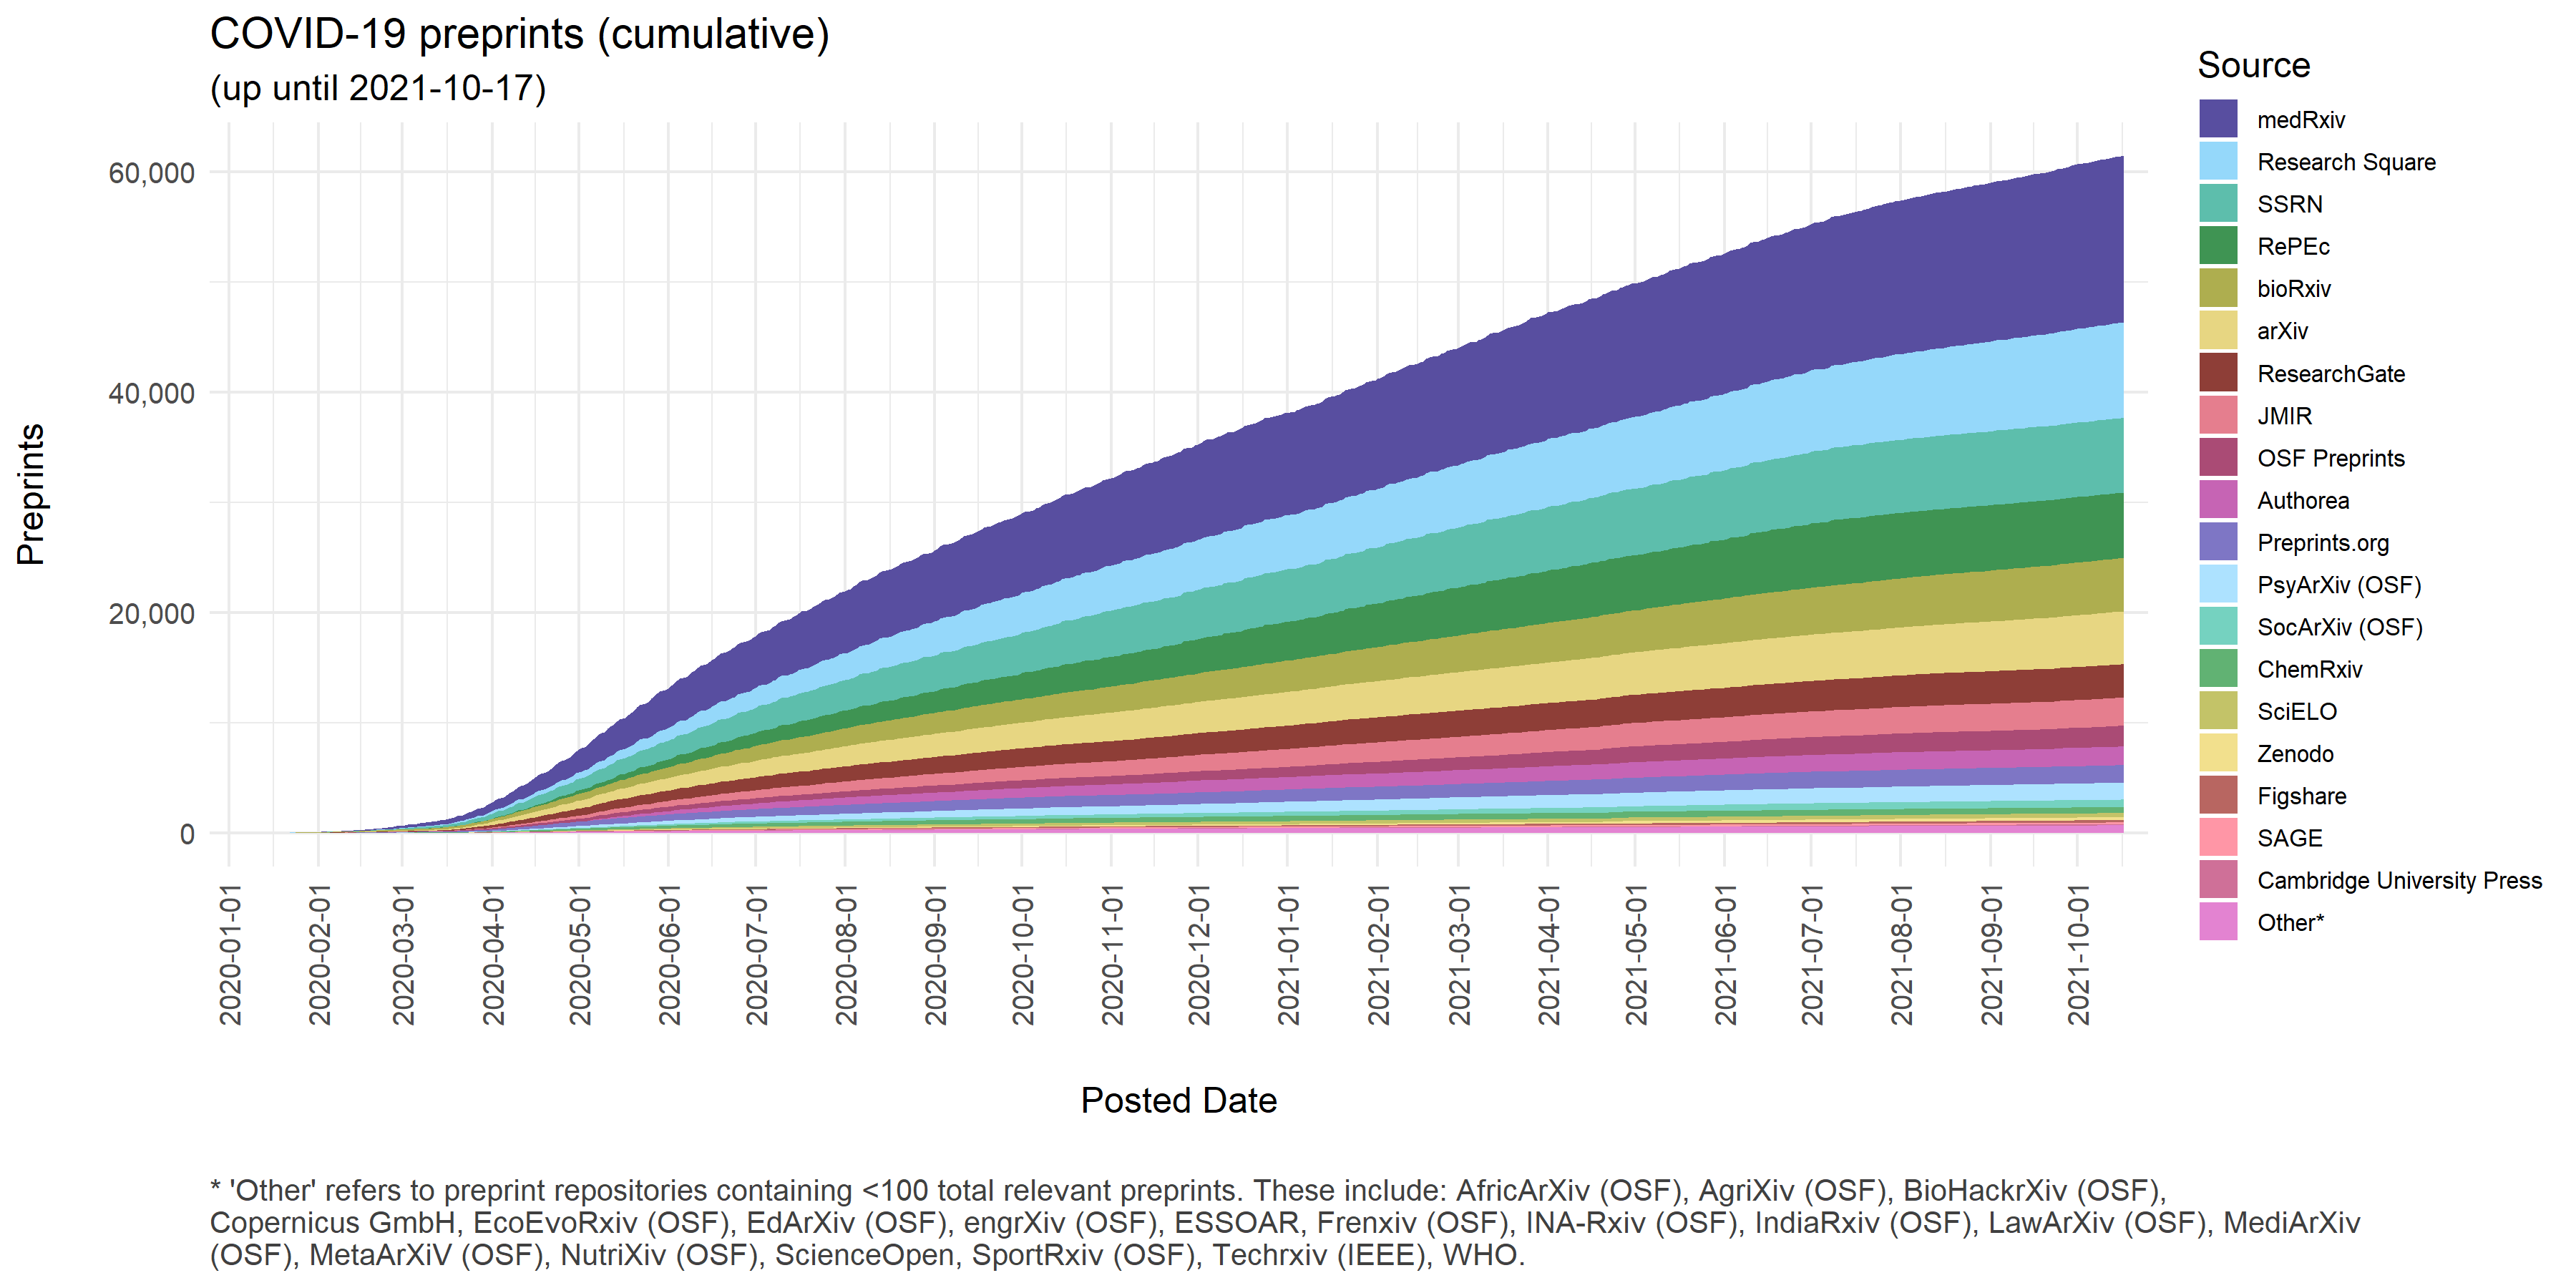 COVID-19 preprints (cumulative)
(up until 2021-10-17)
Preprints
60,000
40,000
20,000
0
2020-01-01
2020-02-01
2020-03-01
2020-04-01
2020-05-01
2020-06-01
2020-07-01
2020-08-01
2020-09-01
2020-10-01
2020-11-01
2020-12-01
2021-01-01
2021-02-01
2021-03-01
2021-04-01
2021-05-01
2021-06-01
2021-07-01
2021-08-01
2021-09-01
2021-10-01
Posted Date
Source
medRxiv
Research Square
SSRN
RePEc
bioRxiv
arXiv
ResearchGate
JMIR
OSF Preprints
Authorea
Preprints.org
PsyArXiv (OSF)
SocArXiv (OSF)
ChemRxiv
SciELO
Zenodo
Figshare
SAGE
Cambridge University Press
Other*
* 'Other' refers to preprint repositories containing <100 total relevant preprints. These include: AfricArXiv (OSF), AgriXiv (OSF), BioHackrXiv (OSF),
Copernicus GmbH, EcoEvoRxiv (OSF), EdArXiv (OSF), engrXiv (OSF), ESSOAR, Frenxiv (OSF), INA-Rxiv (OSF), IndiaRxiv (OSF), LawArXiv (OSF), MediArXiv
(OSF), MetaArXiV (OSF), NutriXiv (OSF), ScienceOpen, SportRxiv (OSF), Techrxiv (IEEE), WHO.